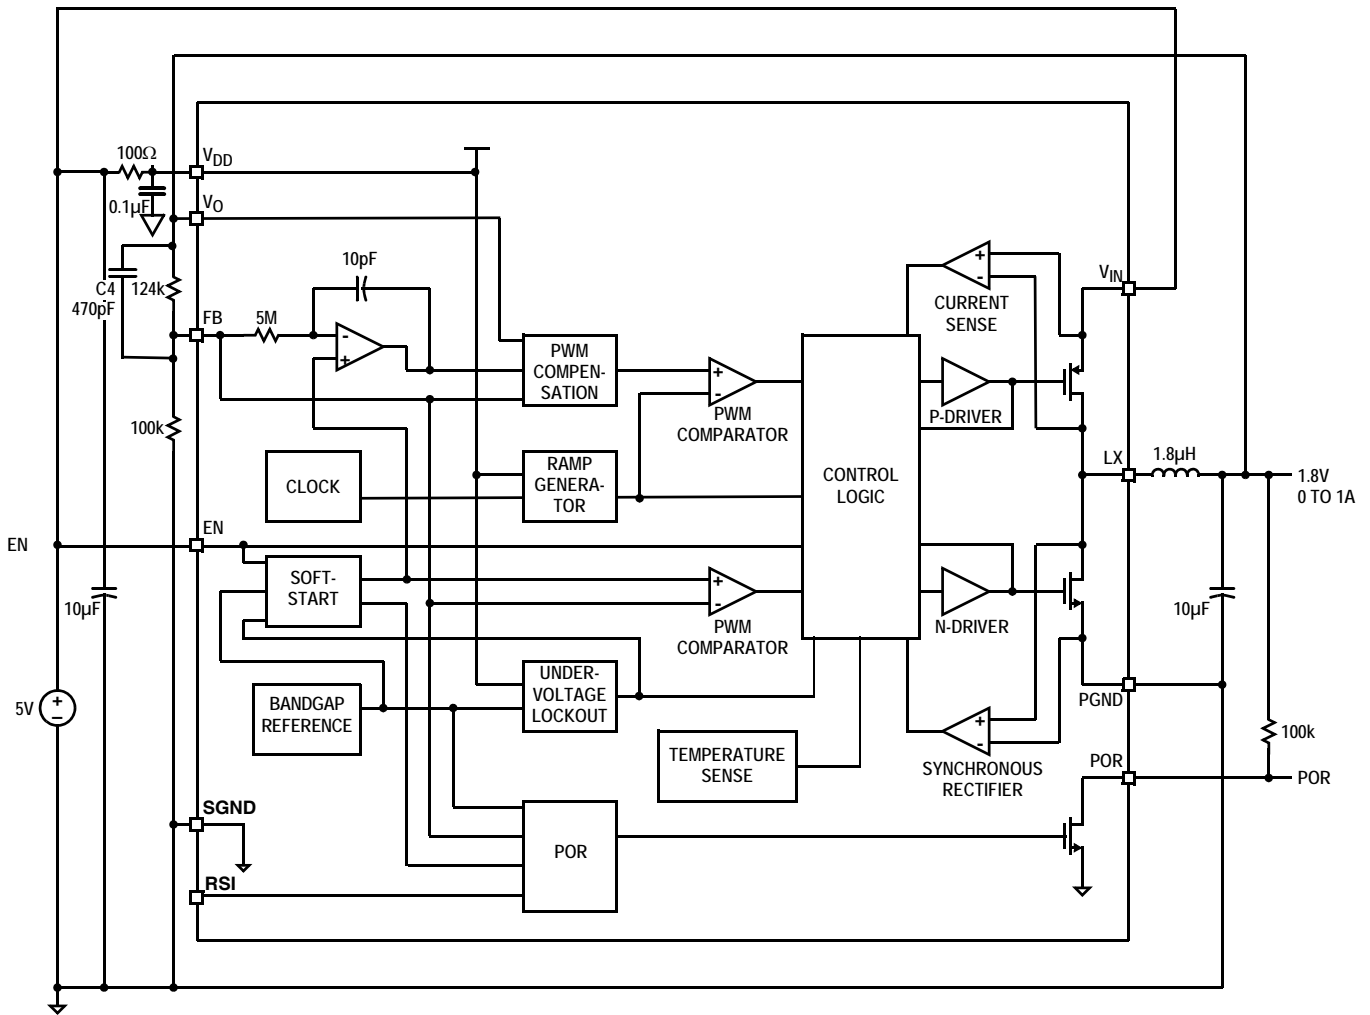 100Ω
V_DD
0.1µF
V_O
10pF
C4
470pF
124k
FB
5M
-
+
PWM
COMPEN-
SATION
+
-
PWM
COMPARATOR
+
-
CURRENT
SENSE
V_IN
P-DRIVER
100k
CLOCK
RAMP
GENERA-
TOR
CONTROL
LOGIC
LX
1.8µH
1.8V
0 TO 1A
EN
EN
SOFT-
START
+
-
PWM
COMPARATOR
N-DRIVER
10µF
10µF
5V
+
–
BANDGAP
REFERENCE
UNDER-
VOLTAGE
LOCKOUT
TEMPERATURE
SENSE
+
-
SYNCHRONOUS
RECTIFIER
PGND
100k
POR
POR
SGND
POR
RSI